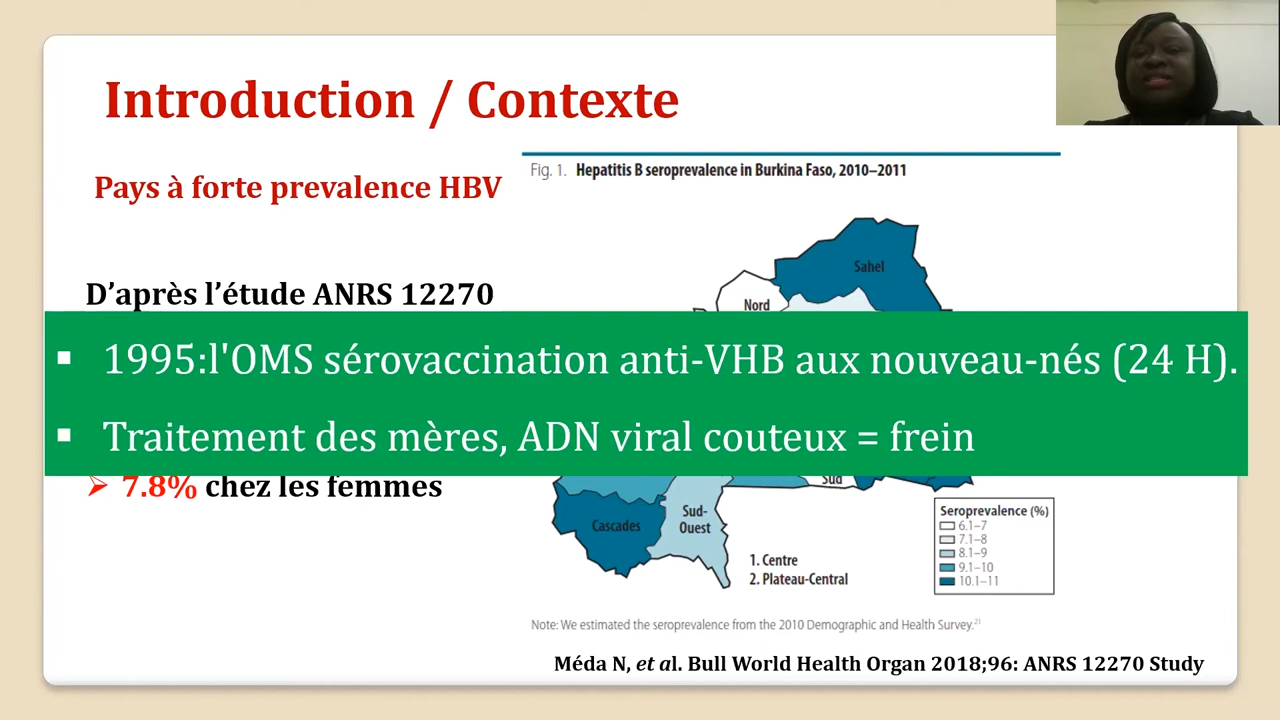 Introduction / Contexte
Pays à forte prevalence HBV
Fig. 1. Hepatitis B seroprevalence in Burkina Faso, 2010–2011
Sahel
Nord
D’après l’étude ANRS 12270
▪ 1995:l'OMS sérovaccination anti-VHB aux nouveau-nés (24 H).
▪ Traitement des mères, ADN viral couteux = frein
➢ 7.8% chez les femmes
Sud
Cascades
Sud-
Ouest
1. Centre
2. Plateau-Central
Seroprevalence (%)
6.1–7
7.1–8
8.1–9
9.1–10
10.1–11
Note: We estimated the seroprevalence from the 2010 Demographic and Health Survey.21
Méda N, et al. Bull World Health Organ 2018;96: ANRS 12270 Study